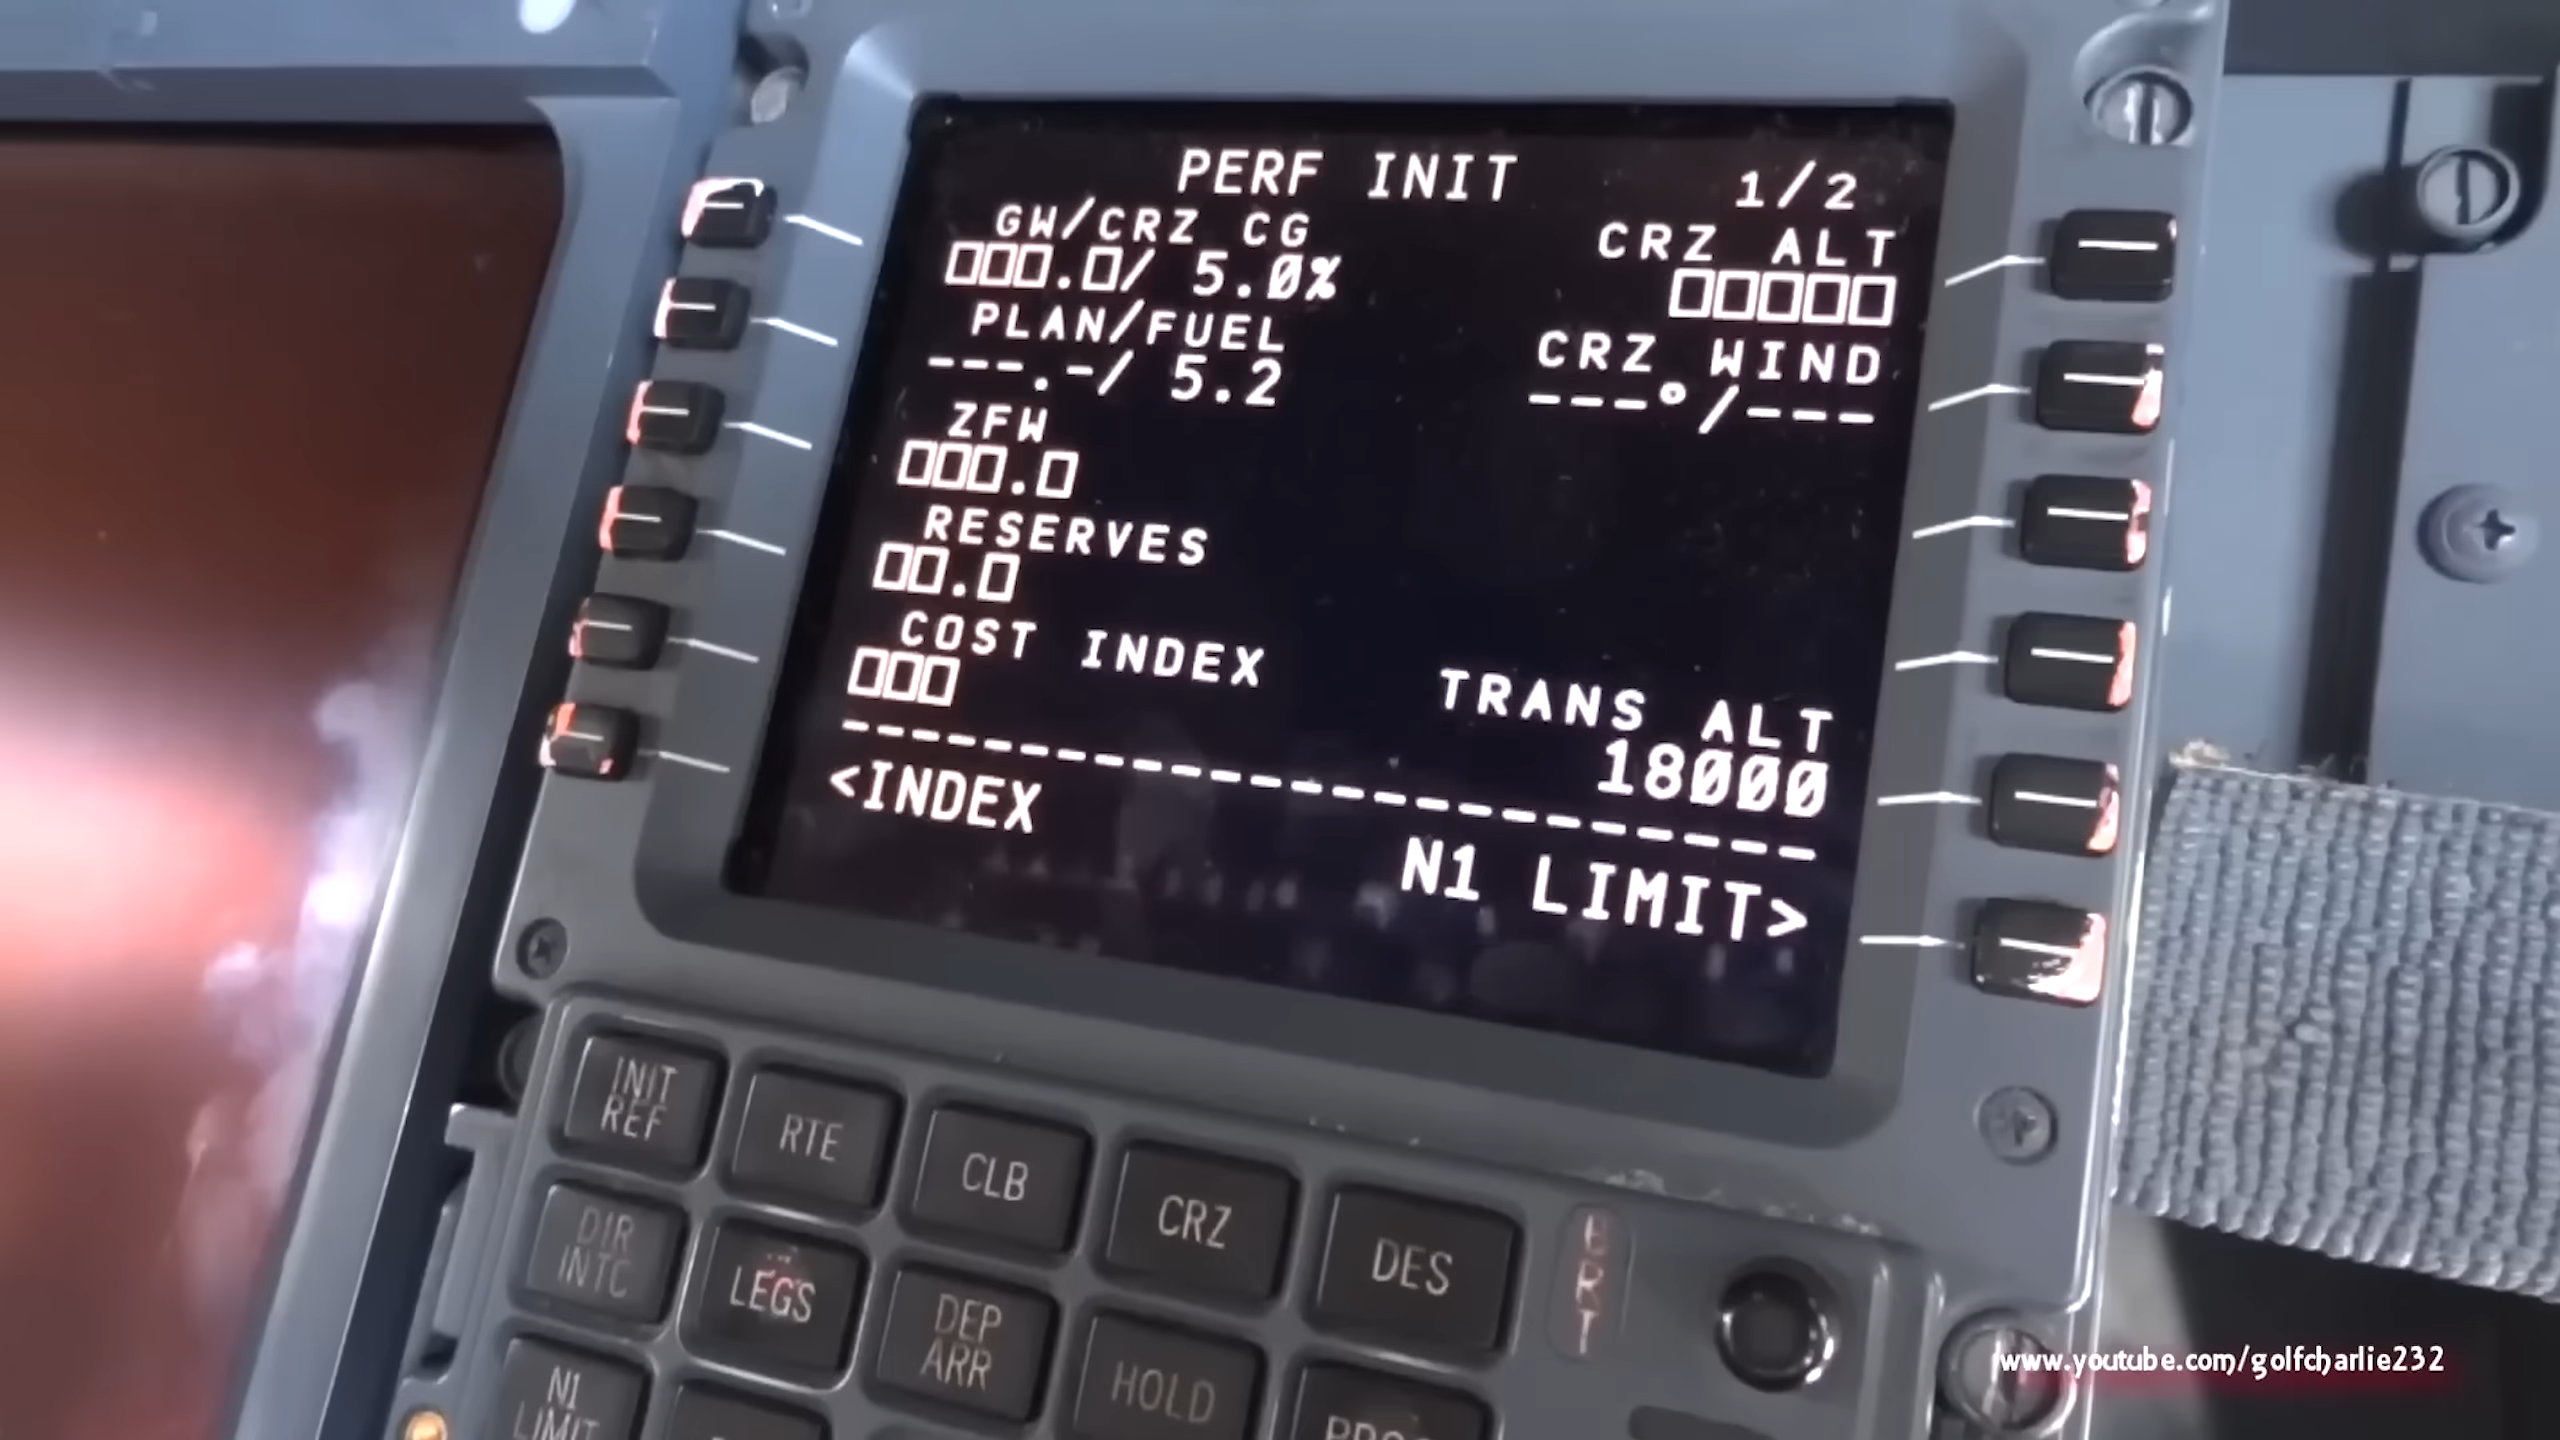 PERF INIT 1/2
GW/CRZ CG
CRZ ALT
□□□.□/ 5.0%
□□□□□
PLAN/FUEL
CRZ WIND
---.-/ 5.2
---°/---
ZFW
□□□.□
RESERVES
□□.□
COST INDEX
TRANS ALT
□□□
18000
------------------------
<INDEX
N1 LIMIT>
INIT
REF
RTE
CLB
CRZ
DES
DIR
INTC
LEGS
DEP
ARR
HOLD
N1
LIMIT
www.youtube.com/golfcharlie232